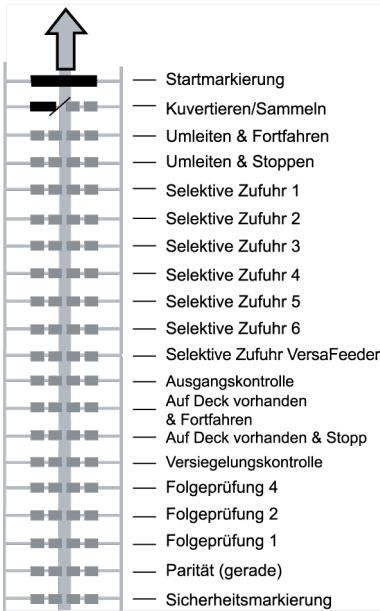 Startmarkierung
Kuvertieren/Sammeln
Umleiten & Fortfahren
Umleiten & Stoppen
Selektive Zufuhr 1
Selektive Zufuhr 2
Selektive Zufuhr 3
Selektive Zufuhr 4
Selektive Zufuhr 5
Selektive Zufuhr 6
Selektive Zufuhr VersaFeeder
Ausgangskontrolle
Auf Deck vorhanden
& Fortfahren
Auf Deck vorhanden & Stopp
Versiegelungskontrolle
Folgeprüfung 4
Folgeprüfung 2
Folgeprüfung 1
Parität (gerade)
Sicherheitsmarkierung